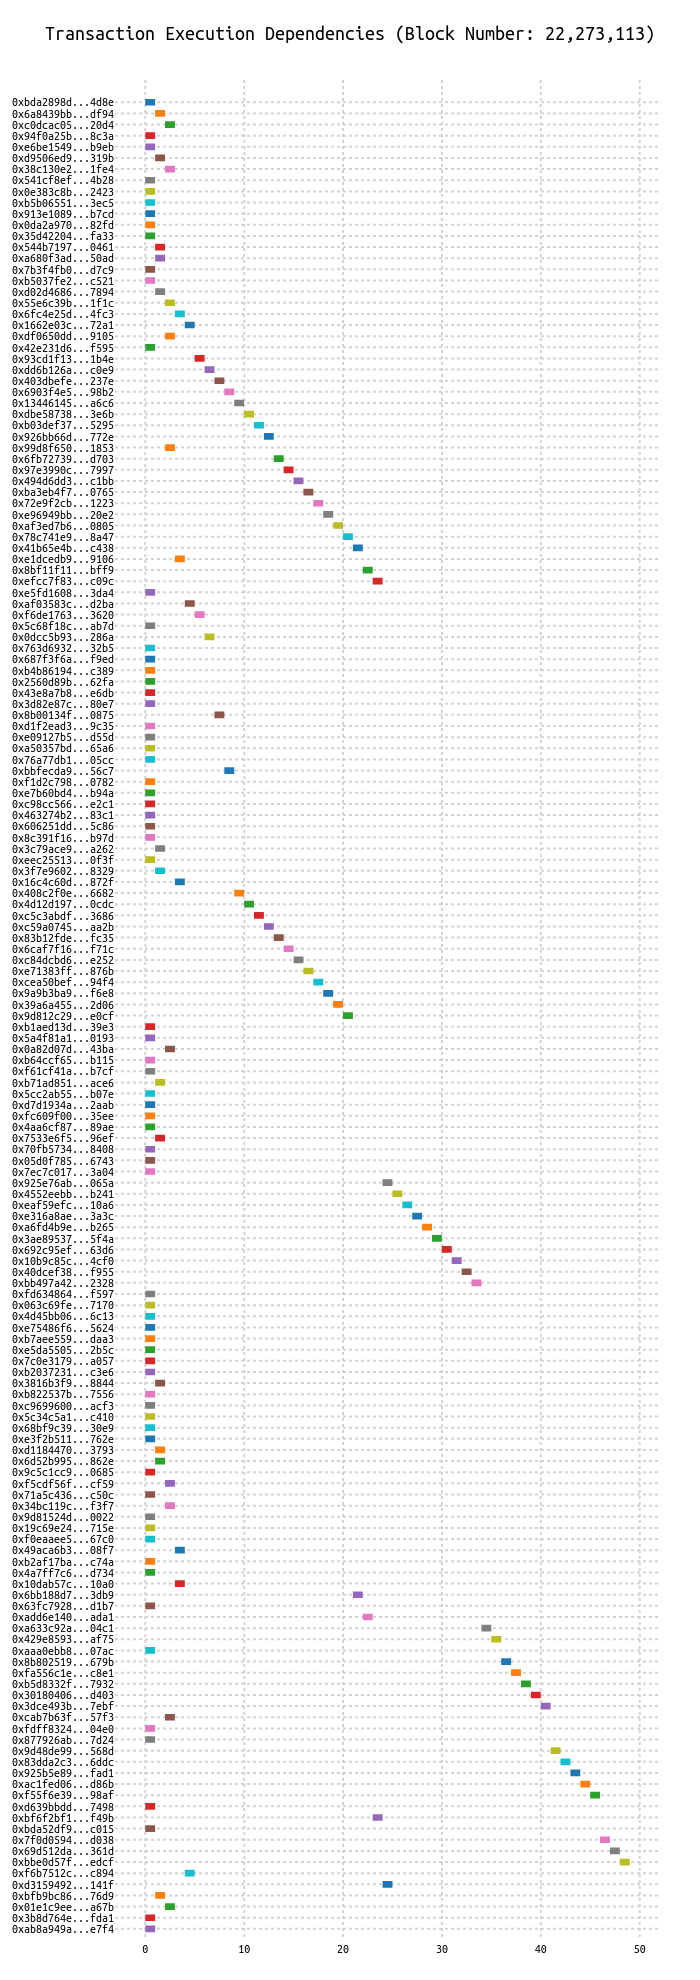 Transaction Execution Dependencies (Block Number: 22,273,113)
0xbda2898d...4d8e
0x6a8439bb...df94
0xc0dcac05...20d4
0x94f0a25b...8c3a
0xe6be1549...b9eb
0xd9506ed9...319b
0x38c130e2...1fe4
0x541cf8ef...4b28
0x0e383c8b...2423
0xb5b06551...3ec5
0x913e1089...b7cd
0x0da2a970...82fd
0x35d42204...fa33
0x544b7197...0461
0xa680f3ad...50ad
0x7b3f4fb0...d7c9
0xb5037fe2...c521
0xd02d4686...7894
0x55e6c39b...1f1c
0x6fc4e25d...4fc3
0x1662e03c...72a1
0xdf0650dd...9105
0x42e231d6...f595
0x93cd1f13...1b4e
0xdd6b126a...c0e9
0x403dbefe...237e
0x6903f4e5...98b2
0x13446145...a6c6
0xdbe58738...3e6b
0xb03def37...5295
0x926bb66d...772e
0x99d8f650...1853
0x6fb72739...d703
0x97e3990c...7997
0x494d6dd3...c1bb
0xba3eb4f7...0765
0x72e9f2cb...1223
0xe96949bb...20e2
0xaf3ed7b6...0805
0x78c741e9...8a47
0x41b65e4b...c438
0xe1dcedb9...9106
0x8bf11f11...bff9
0xefcc7f83...c09c
0xe5fd1608...3da4
0xaf03583c...d2ba
0xf6de1763...3620
0x5c68f18c...ab7d
0x0dcc5b93...286a
0x763d6932...32b5
0x687f3f6a...f9ed
0xb4b86194...c389
0x2560d89b...62fa
0x43e8a7b8...e6db
0x3d82e87c...80e7
0x8b00134f...0875
0xd1f2ead3...9c35
0xe09127b5...d55d
0xa50357bd...65a6
0x76a77db1...05cc
0xbbfecda9...56c7
0xf1d2c798...0782
0xe7b60bd4...b94a
0xc98cc566...e2c1
0x463274b2...83c1
0x606251dd...5c86
0x8c391f16...b97d
0x3c79ace9...a262
0xeec25513...0f3f
0x3f7e9602...8329
0x16c4c60d...872f
0x408c2f0e...6682
0x4d12d197...0cdc
0xc5c3abdf...3686
0xc59a0745...aa2b
0x83b12fde...fc35
0x6caf7f16...f71c
0xc84dcbd6...e252
0xe71383ff...876b
0xcea50bef...94f4
0x9a9b3ba9...f6e8
0x39a6a455...2d06
0x9d812c29...e0cf
0xb1aed13d...39e3
0x5a4f81a1...0193
0x0a82d07d...43ba
0xb64ccf65...b115
0xf61cf41a...b7cf
0xb71ad851...ace6
0x5cc2ab55...b07e
0xd7d1934a...2aab
0xfc609f00...35ee
0x4aa6cf87...89ae
0x7533e6f5...96ef
0x70fb5734...8408
0x05d0f785...6743
0x7ec7c017...3a04
0x925e76ab...065a
0x4552eebb...b241
0xeaf59efc...10a6
0xe316a8ae...3a3c
0xa6fd4b9e...b265
0x3ae89537...5f4a
0x692c95ef...63d6
0x10b9c85c...4cf0
0x40dcef38...f955
0xbb497a42...2328
0xfd634864...f597
0x063c69fe...7170
0x4d45bb06...6c13
0xe75486f6...5624
0xb7aee559...daa3
0xe5da5505...2b5c
0x7c0e3179...a057
0xb2037231...c3e6
0x3816b3f9...8844
0xb822537b...7556
0xc9699600...acf3
0x5c34c5a1...c410
0x68bf9c39...30e9
0xe3f2b511...762e
0xd1184470...3793
0x6d52b995...862e
0x9c5c1cc9...0685
0xf5cdf56f...cf59
0x71a5c436...c50c
0x34bc119c...f3f7
0x9d81524d...0022
0x19c69e24...715e
0xf0eaaee5...67c0
0x49aca6b3...08f7
0xb2af17ba...c74a
0x4a7ff7c6...d734
0x10dab57c...10a0
0x6bb188d7...3db9
0x63fc7928...d1b7
0xadd6e140...ada1
0xa633c92a...04c1
0x429e8593...af75
0xaaa0ebb8...07ac
0x8b802519...679b
0xfa556c1e...c8e1
0xb5d8332f...7932
0x30180406...d403
0x3dce493b...7ebf
0xcab7b63f...57f3
0xfdff8324...04e0
0x877926ab...7d24
0x9d48de99...568d
0x83dda2c3...6ddc
0x925b5e89...fad1
0xac1fed06...d86b
0xf55f6e39...98af
0xd639bbdd...7498
0xbf6f2bf1...f49b
0xbda52df9...c015
0x7f0d0594...d038
0x69d512da...361d
0xbbe0d57f...edcf
0xf6b7512c...c894
0xd3159492...141f
0xbfb9bc86...76d9
0x01e1c9ee...a67b
0x3b8d764e...fda1
0xab8a949a...e7f4
0 10 20 30 40 50